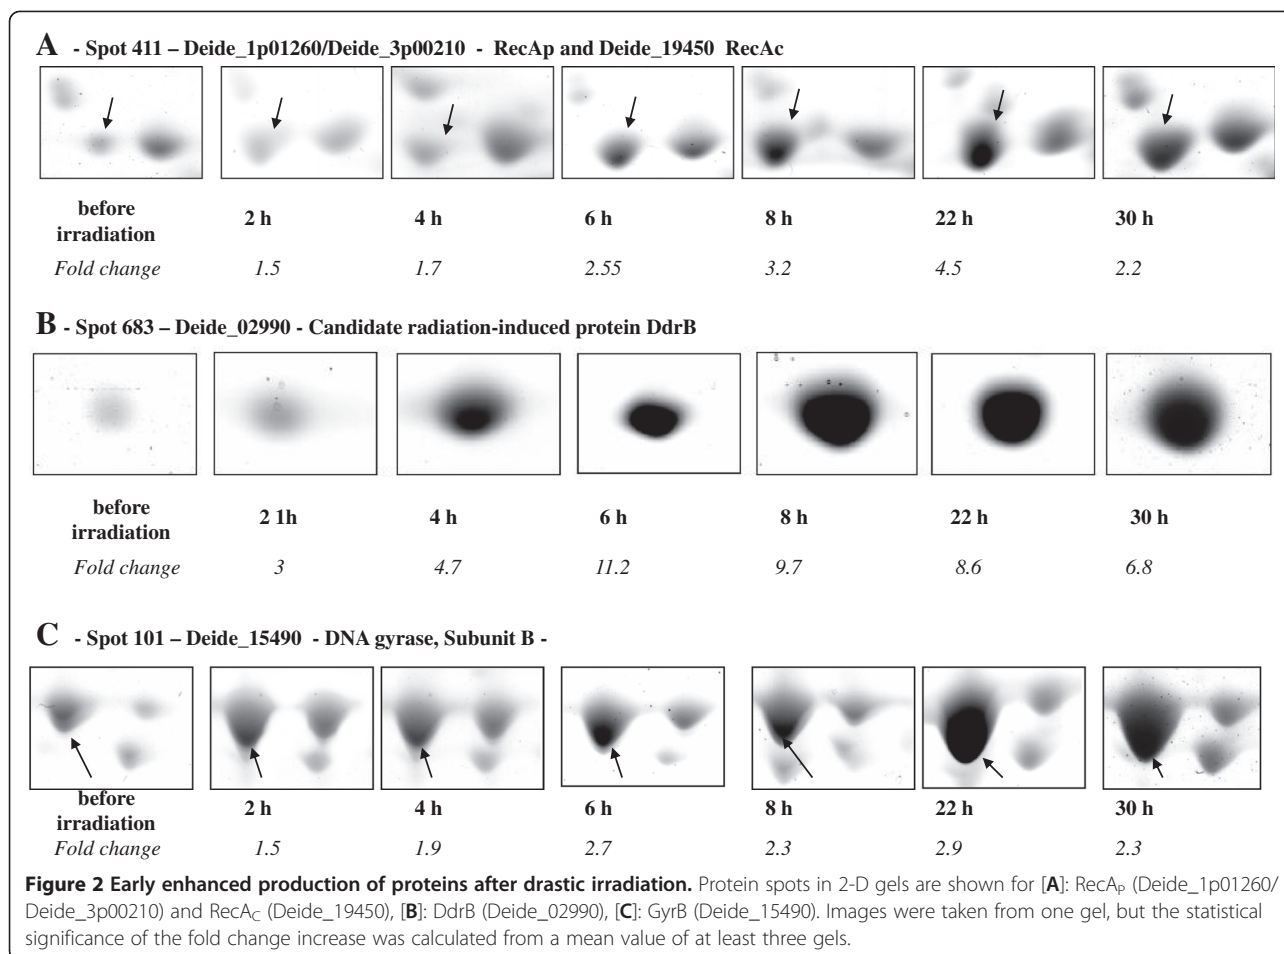 A - Spot 411 – Deide_1p01260/Deide_3p00210 - RecAp and Deide_19450 RecAc
before
irradiation
2 h 4 h 6 h 8 h 22 h 30 h
Fold change 1.5 1.7 2.55 3.2 4.5 2.2
B - Spot 683 – Deide_02990 - Candidate radiation-induced protein DdrB
before
irradiation
2 1h 4 h 6 h 8 h 22 h 30 h
Fold change 3 4.7 11.2 9.7 8.6 6.8
C - Spot 101 – Deide_15490 - DNA gyrase, Subunit B -
before
irradiation
2 h 4 h 6 h 8 h 22 h 30 h
Fold change 1.5 1.9 2.7 2.3 2.9 2.3
Figure 2 Early enhanced production of proteins after drastic irradiation. Protein spots in 2-D gels are shown for [A]: RecAP (Deide_1p01260/
Deide_3p00210) and RecAC (Deide_19450), [B]: DdrB (Deide_02990), [C]: GyrB (Deide_15490). Images were taken from one gel, but the statistical
significance of the fold change increase was calculated from a mean value of at least three gels.